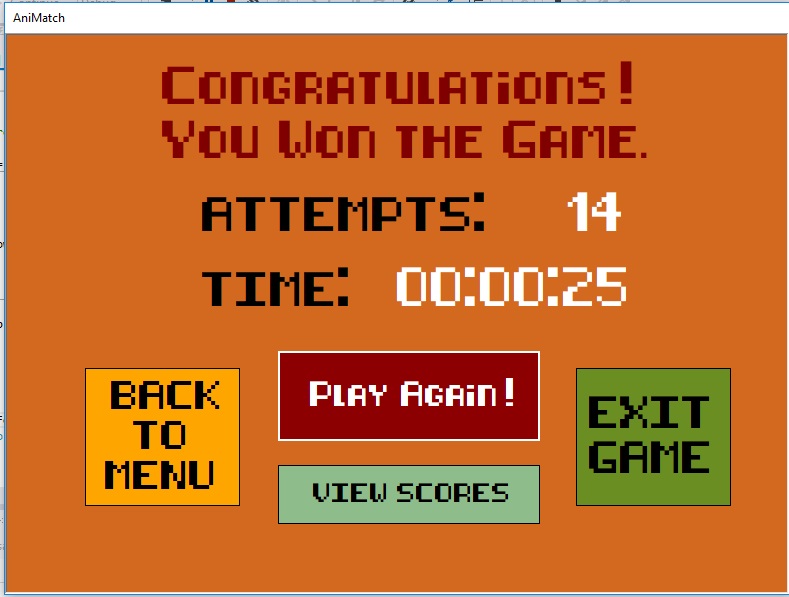 AniMatch
Congratulations!
You Won the Game.
ATTEMPTS: 14
TIME: 00:00:25
BACK
TO
MENU
Play Again!
VIEW SCORES
EXIT
GAME